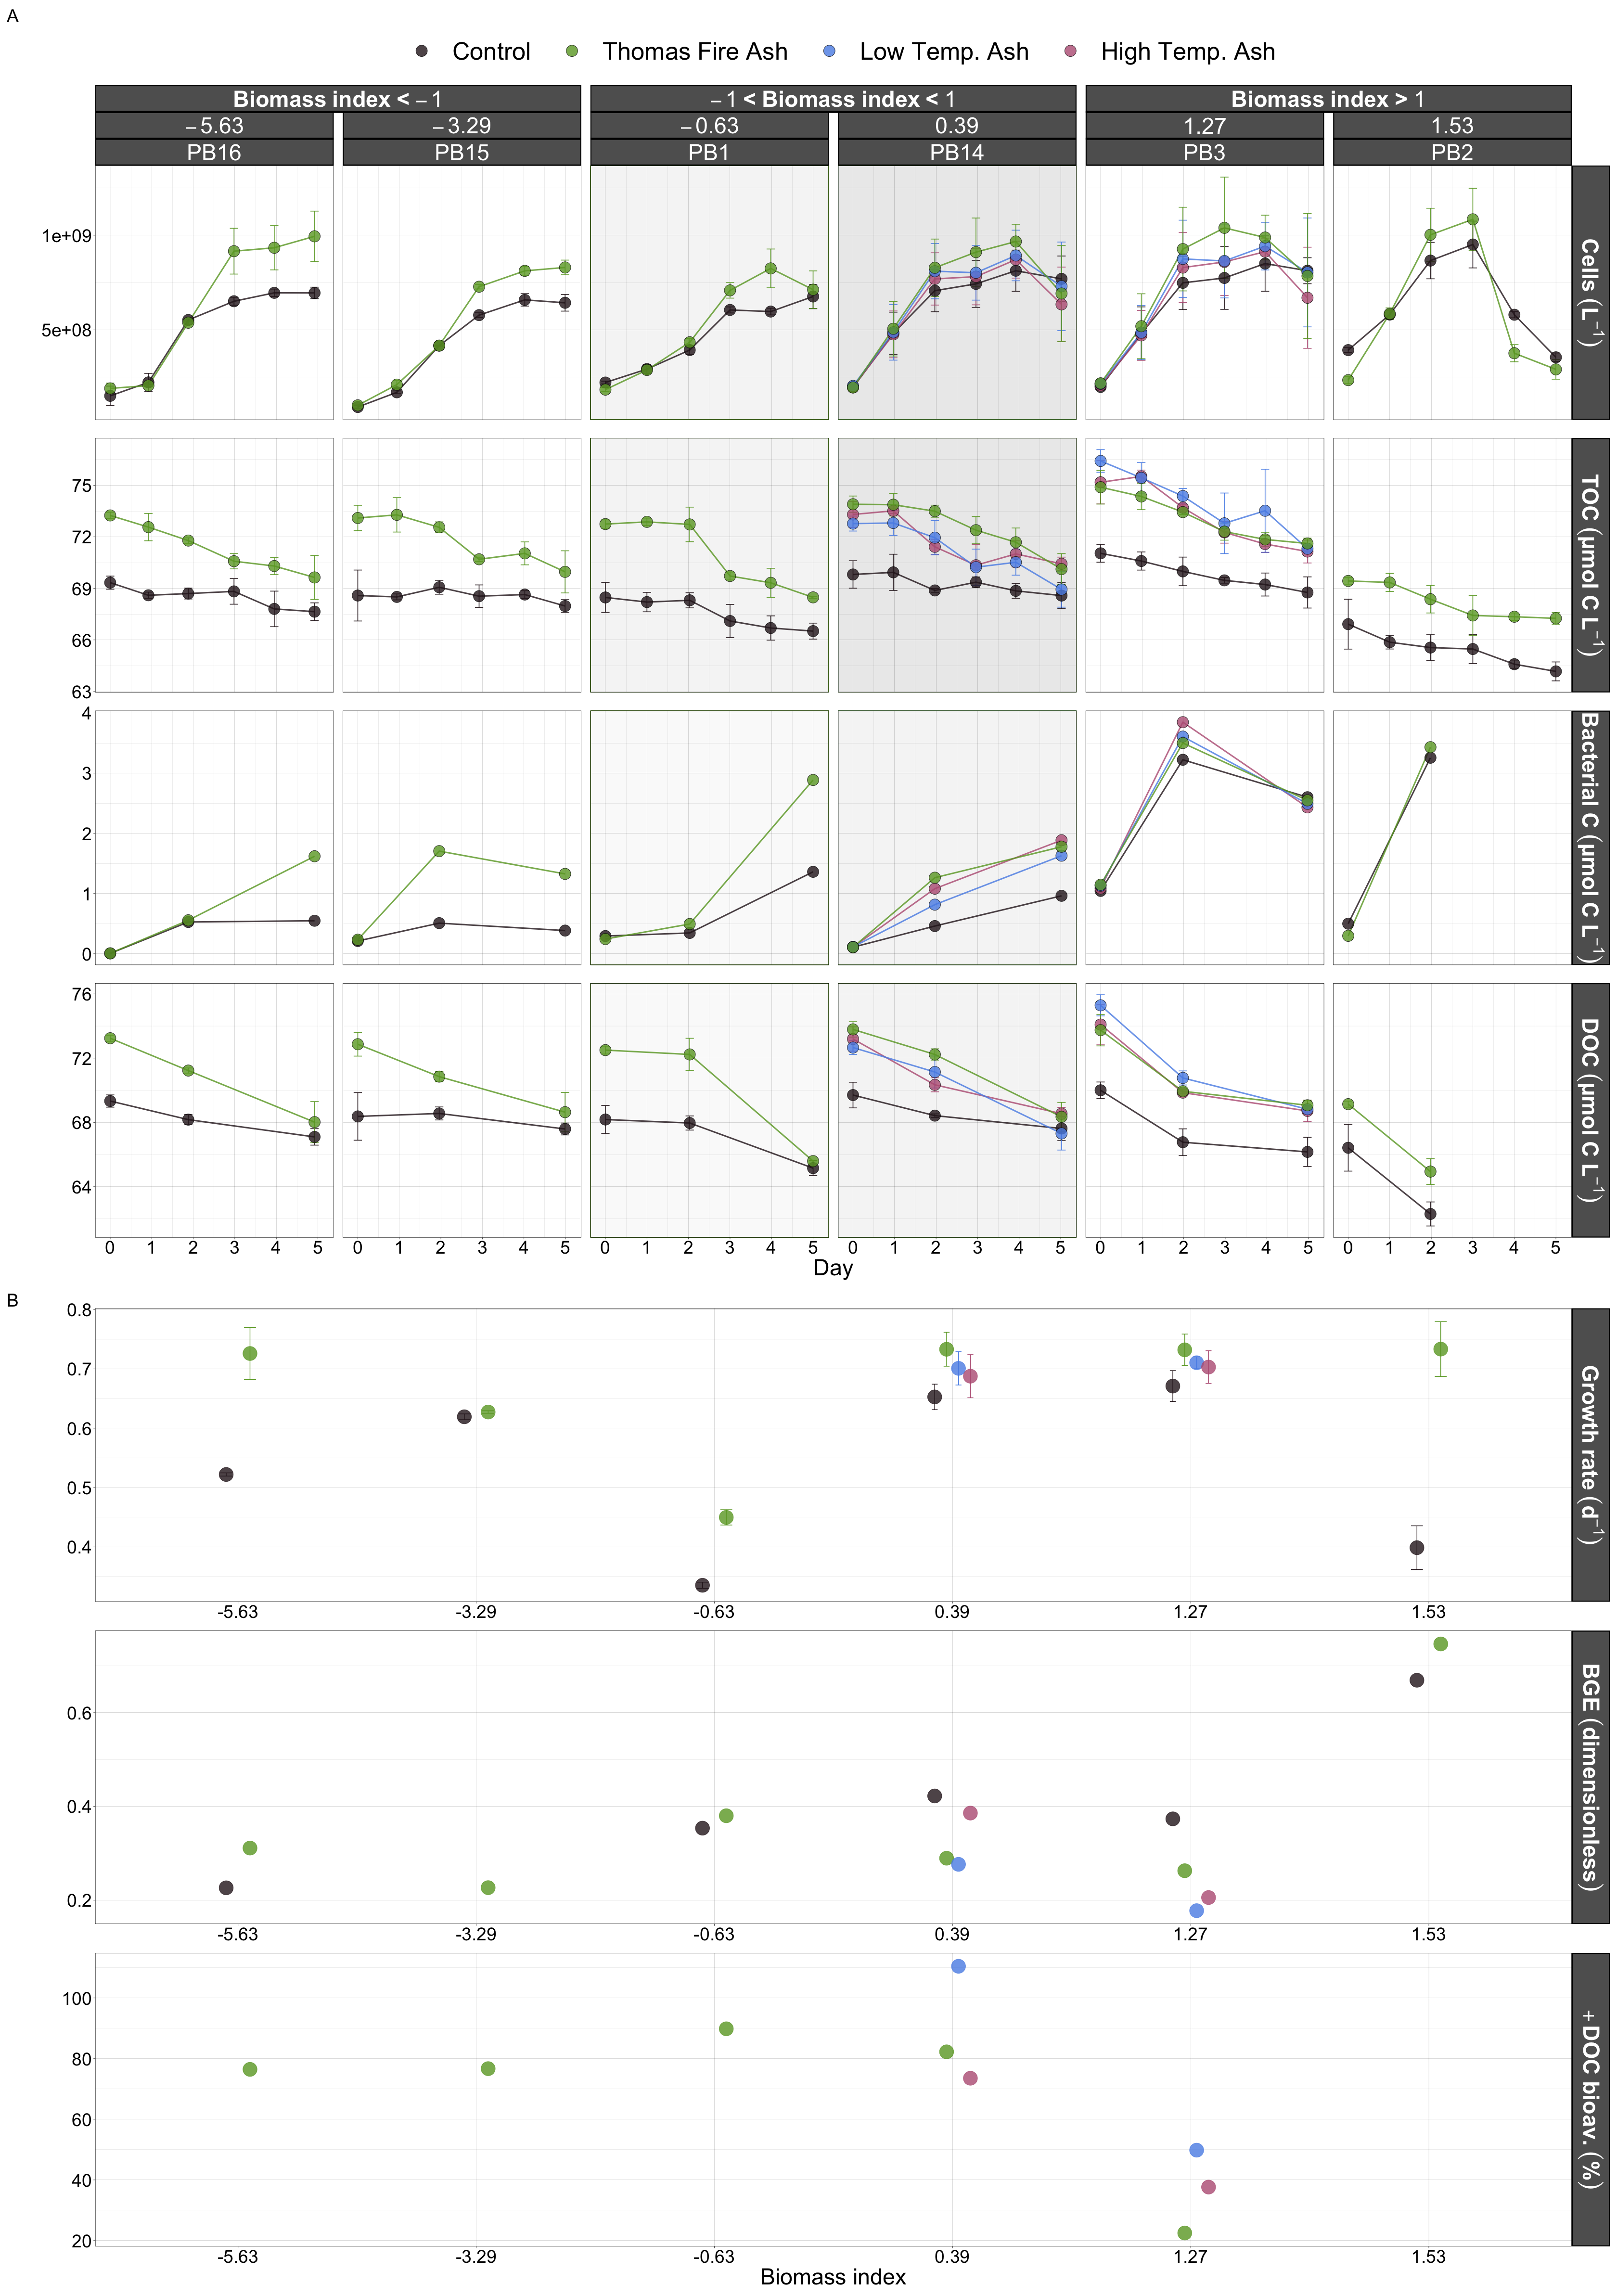 A
Control Thomas Fire Ash Low Temp. Ash High Temp. Ash
Biomass index < −1 −1 < Biomass index < 1 Biomass index > 1
−5.63 −3.29 −0.63 0.39 1.27 1.53
PB16 PB15 PB1 PB14 PB3 PB2
1e+09
5e+08
Cells (L⁻¹)
75
72
69
66
63
TOC (µmol C L⁻¹)
4
3
2
1
0
Bacterial C (µmol C L⁻¹)
76
72
68
64
DOC (µmol C L⁻¹)
0 1 2 3 4 5 0 1 2 3 4 5 0 1 2 3 4 5 0 1 2 3 4 5 0 1 2 3 4 5 0 1 2 3 4 5
Day
B
0.8
0.7
0.6
0.5
0.4
Growth rate (d⁻¹)
-5.63 -3.29 -0.63 0.39 1.27 1.53
0.6
0.4
0.2
BGE (dimensionless)
-5.63 -3.29 -0.63 0.39 1.27 1.53
100
80
60
40
20
+ DOC bioav. (%)
-5.63 -3.29 -0.63 0.39 1.27 1.53
Biomass index